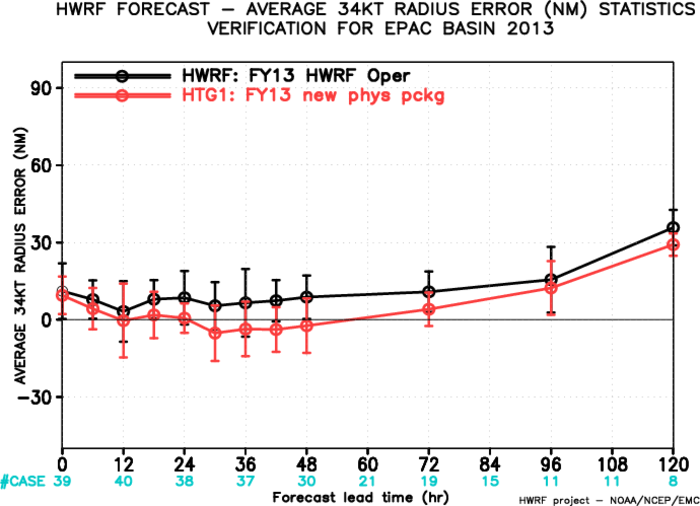 HWRF FORECAST – AVERAGE 34KT RADIUS ERROR (NM) STATISTICS
VERIFICATION FOR EPAC BASIN 2013
HWRF: FY13 HWRF Oper
HTG1: FY13 new phys pckg
AVERAGE 34KT RADIUS ERROR (NM)
90
60
30
0
–30
0 12 24 36 48 60 72 84 96 108 120
#CASE 39 40 38 37 30 21 19 15 11 11 8
Forecast lead time (hr)
HWRF project – NOAA/NCEP/EMC